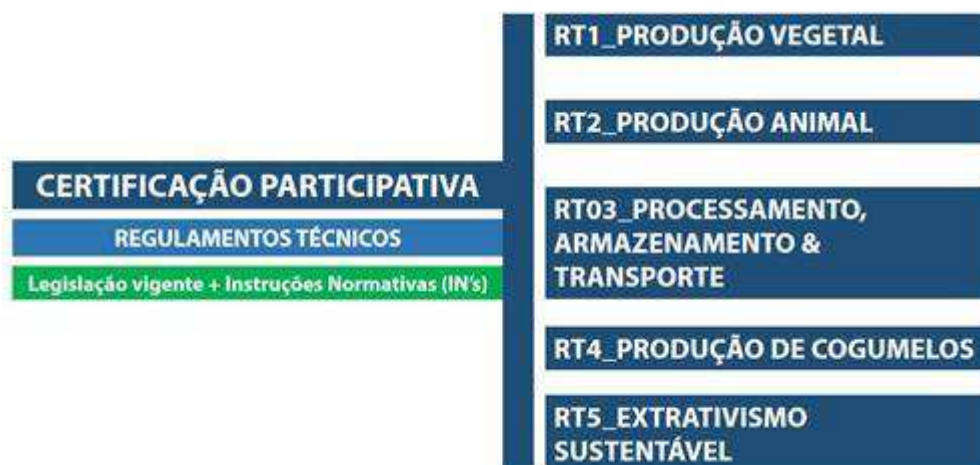 CERTIFICAÇÃO PARTICIPATIVA
REGULAMENTOS TÉCNICOS
Legislação vigente + Instruções Normativas (IN's)
RT1_PRODUÇÃO VEGETAL
RT2_PRODUÇÃO ANIMAL
RT03_PROCESSAMENTO,
ARMAZENAMENTO &
TRANSPORTE
RT4_PRODUÇÃO DE COGUMELOS
RT5_EXTRATIVISMO
SUSTENTÁVEL